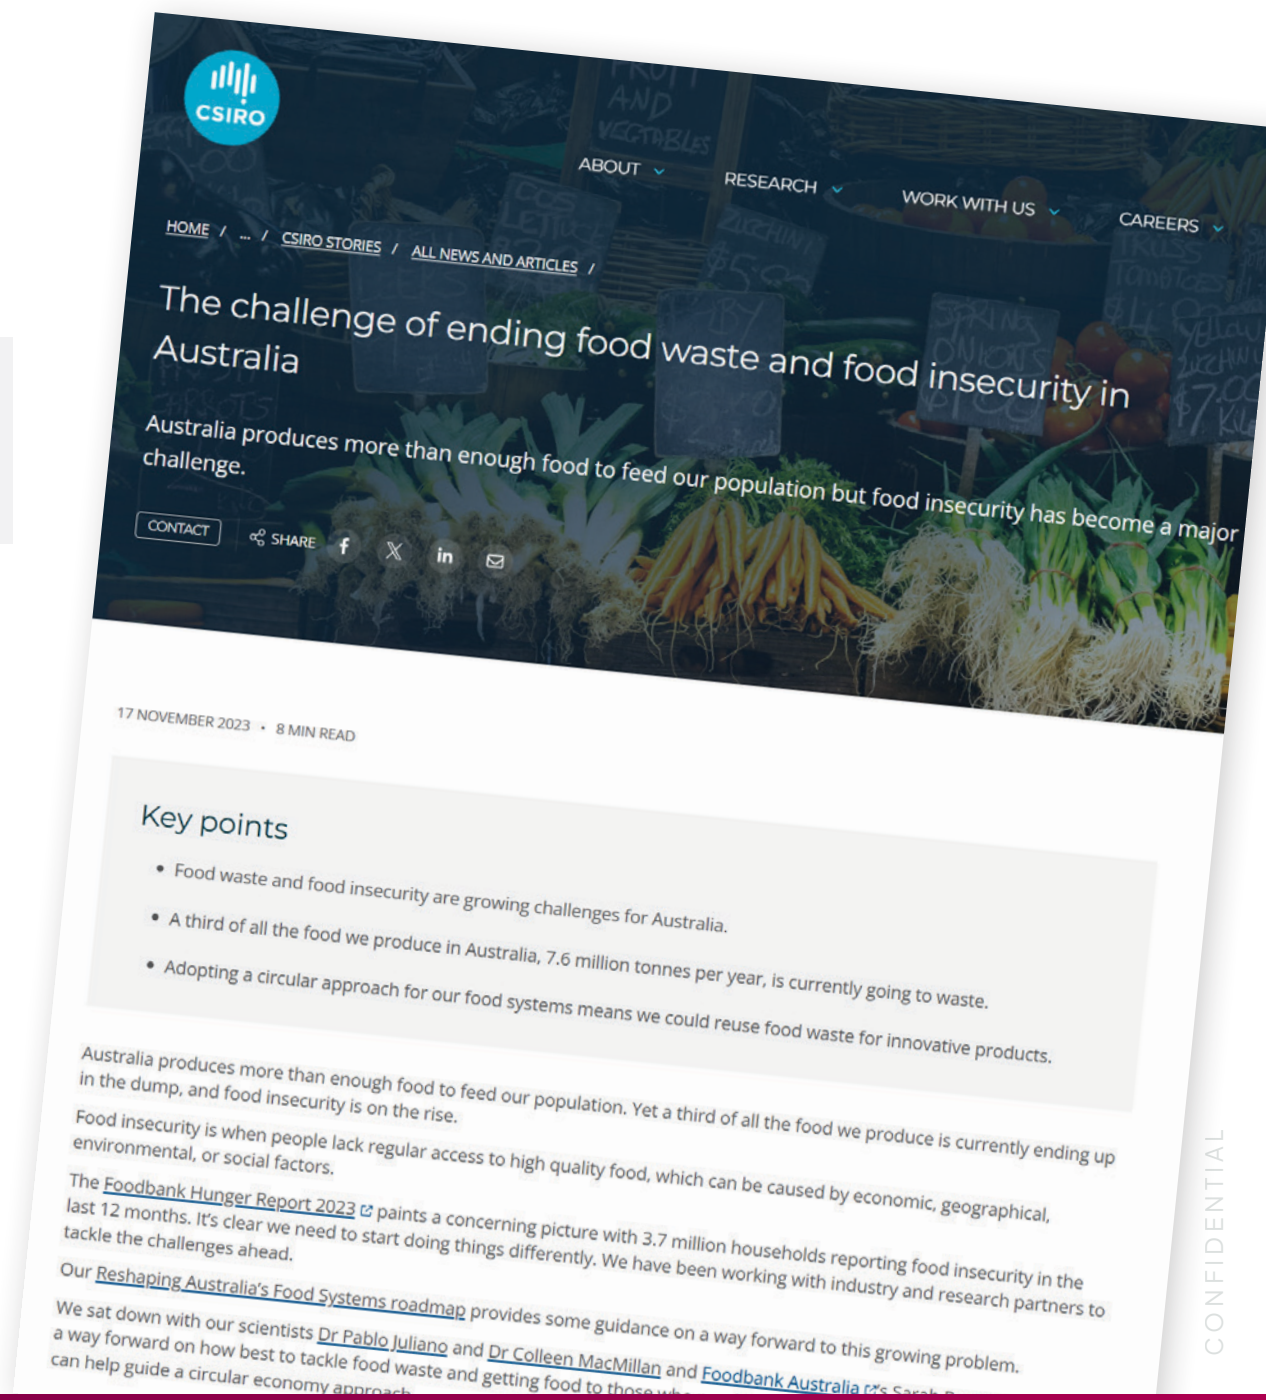 CSIRO
ABOUT
RESEARCH
WORK WITH US
CAREERS
HOME / ... / CSIRO STORIES / ALL NEWS AND ARTICLES /
The challenge of ending food waste and food insecurity in
Australia
Australia produces more than enough food to feed our population but food insecurity has become a major
challenge.
CONTACT
SHARE
17 NOVEMBER 2023 • 8 MIN READ
Key points
• Food waste and food insecurity are growing challenges for Australia.
• A third of all the food we produce in Australia, 7.6 million tonnes per year, is currently going to waste.
• Adopting a circular approach for our food systems means we could reuse food waste for innovative products.
Australia produces more than enough food to feed our population. Yet a third of all the food we produce is currently ending up
in the dump, and food insecurity is on the rise.
Food insecurity is when people lack regular access to high quality food, which can be caused by economic, geographical,
environmental, or social factors.
The Foodbank Hunger Report 2023 paints a concerning picture with 3.7 million households reporting food insecurity in the
last 12 months. It's clear we need to start doing things differently. We have been working with industry and research partners to
tackle the challenges ahead.
Our Reshaping Australia's Food Systems roadmap provides some guidance on a way forward to this growing problem.
We sat down with our scientists Dr Pablo Juliano and Dr Colleen MacMillan and Foodbank Australia
a way forward on how best to tackle food waste and getting food to those
can help guide a circular economy approach
CONFIDENTIAL
FRUIT
AND
VEGTABLES
SPRING
ONIONS
TOMATOES